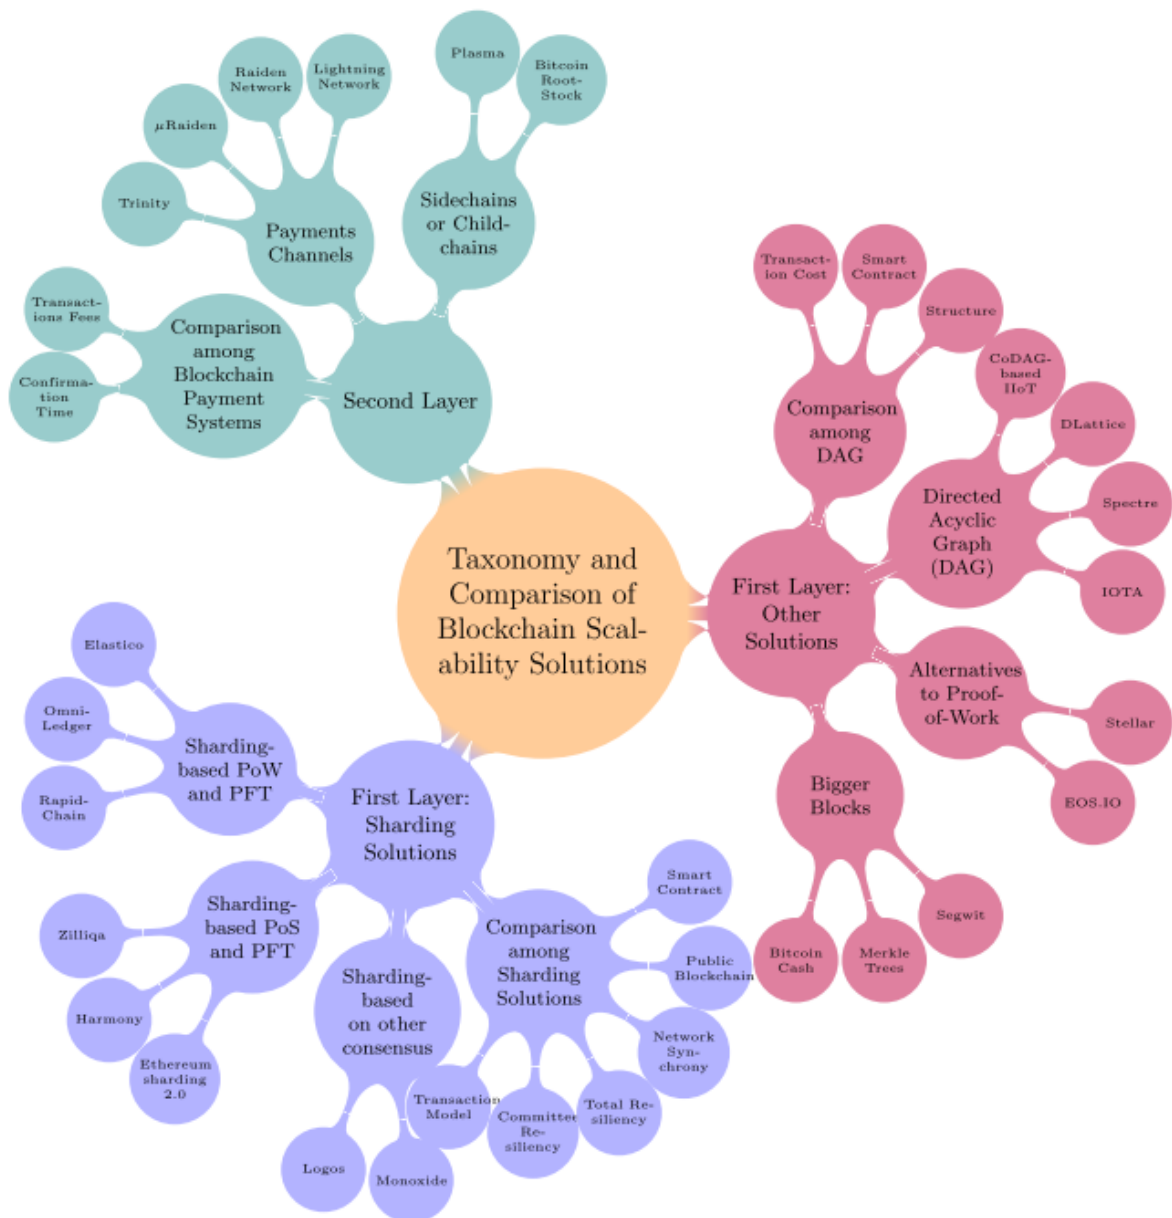 Plasma
Bitcoin
Root-
Stock
Raiden
Network
Lightning
Network
μRaiden
Trinity
Sidechains
or Child-
chains
Payments
Channels
Transact-
ions Fees
Confirma-
tion
Time
Comparison
among
Blockchain
Payment
Systems
Second Layer
Transact-
ion Cost
Smart
Contract
Structure
CoDAG-
based
IIoT
DLattice
Spectre
IOTA
Comparison
among
DAG
Directed
Acyclic
Graph
(DAG)
Taxonomy and
Comparison of
Blockchain Scal-
ability Solutions
First Layer:
Other
Solutions
Alternatives
to Proof-
of-Work
Stellar
EOS.IO
Bigger
Blocks
Segwit
Merkle
Trees
Bitcoin
Cash
Elastico
Omni-
Ledger
Rapid-
Chain
Sharding-
based PoW
and PFT
First Layer:
Sharding
Solutions
Sharding-
based PoS
and PFT
Zilliqa
Harmony
Ethereum
sharding
2.0
Sharding-
based
on other
consensus
Logos
Monoxide
Comparison
among
Sharding
Solutions
Smart
Contract
Public
Blockchain
Network
Syn-
chrony
Total Re-
siliency
Committee
Re-
siliency
Transaction
Model